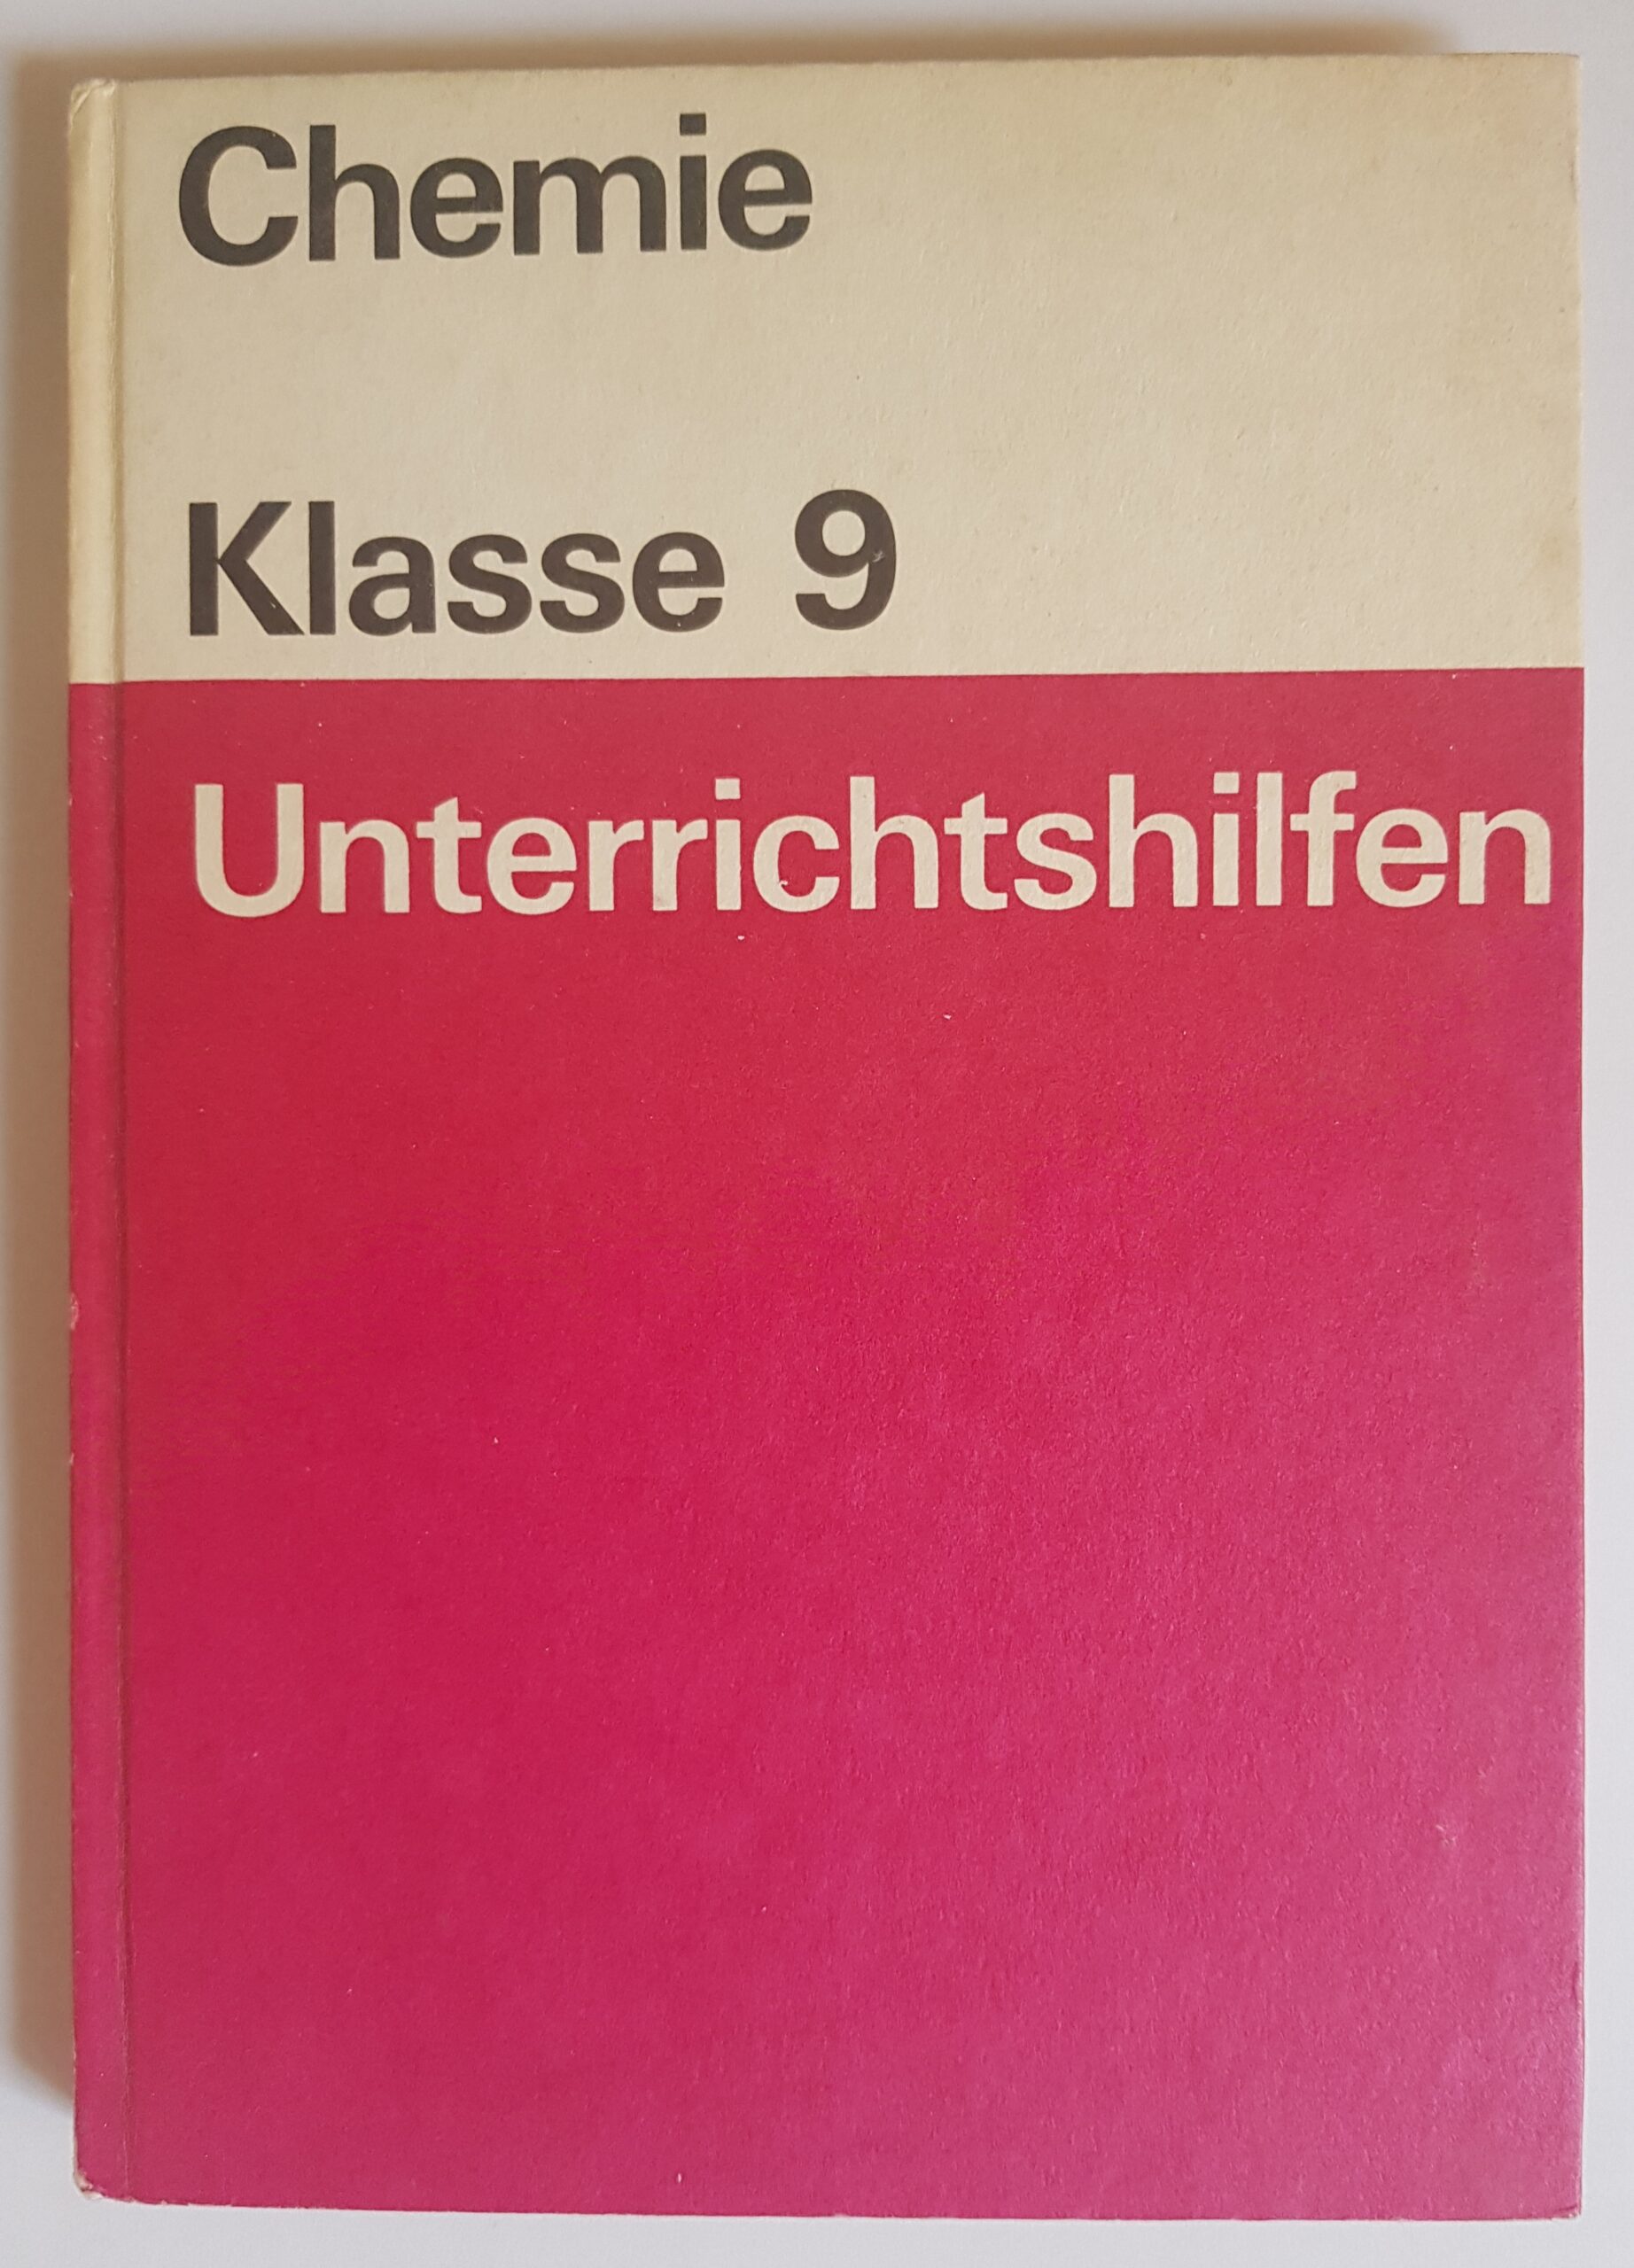 Chemie
Klasse 9
Unterrichtshilfen